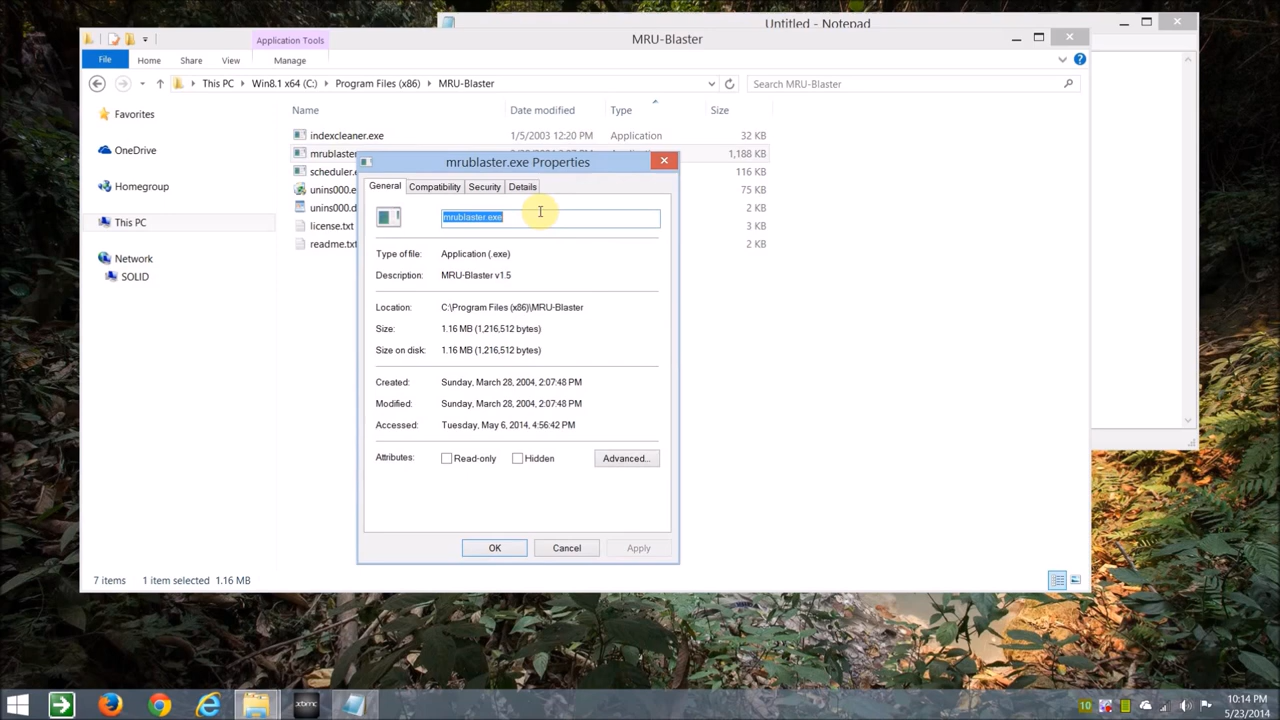 Untitled - Notepad
Application Tools
MRU-Blaster
File Home Share View Manage
This PC Win8.1 x64 (C:) Program Files (x86) MRU-Blaster
Search MRU-Blaster
Name Date modified Type Size
Favorites
OneDrive
Homegroup
This PC
Network
SOLID
indexcleaner.exe 1/5/2003 12:20 PM Application 32 KB
mrublaster 1,188 KB
scheduler. 116 KB
unins000.e 75 KB
unins000.d 2 KB
license.txt 3 KB
readme.txt 2 KB
mrublaster.exe Properties
General Compatibility Security Details
mrublaster.exe
Type of file: Application (.exe)
Description: MRU-Blaster v1.5
Location: C:\Program Files (x86)\MRU-Blaster
Size: 1.16 MB (1,216,512 bytes)
Size on disk: 1.16 MB (1,216,512 bytes)
Created: Sunday, March 28, 2004, 2:07:48 PM
Modified: Sunday, March 28, 2004, 2:07:48 PM
Accessed: Tuesday, May 6, 2014, 4:56:42 PM
Attributes: Read-only Hidden Advanced...
OK Cancel Apply
7 items 1 item selected 1.16 MB
xbmc
10
10:14 PM
5/23/2014